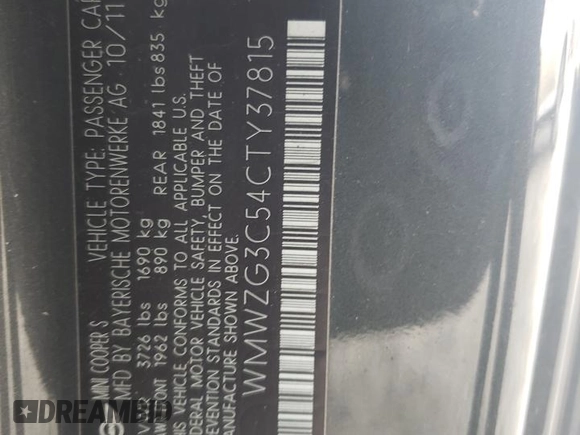 MINI COOPER S VEHICLE TYPE: PASSENGER CAR
MFD BY BAYERISCHE MOTORENWERKE AG 10/11
3726 lbs 1690 kg
FRONT 1962 lbs 890 kg REAR 1841 lbs 835 kg
VEHICLE CONFORMS TO ALL APPLICABLE U.S.
FEDERAL MOTOR VEHICLE SAFETY, BUMPER AND THEFT
PREVENTION STANDARDS IN EFFECT ON THE DATE OF
MANUFACTURE SHOWN ABOVE.
WMWZG3C54CTY37815
DREAMBID